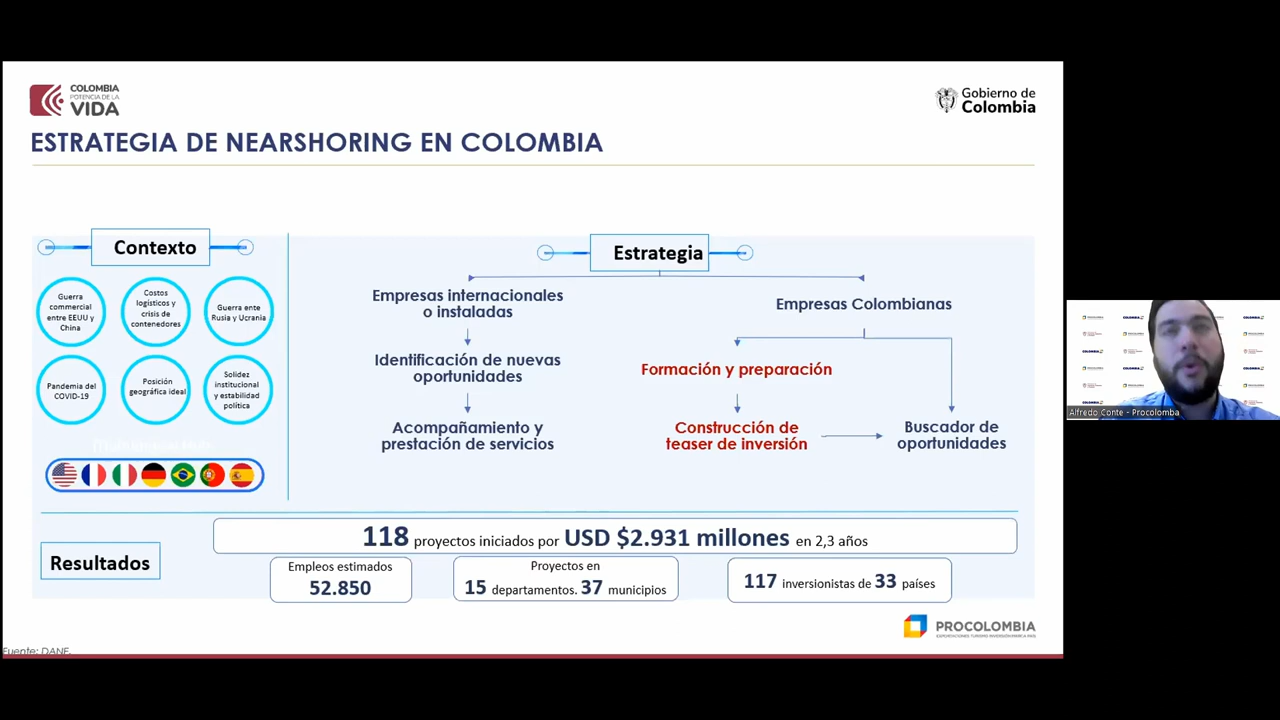 COLOMBIA
POTENCIA DE LA
VIDA
Gobierno de
Colombia
ESTRATEGIA DE NEARSHORING EN COLOMBIA
Contexto
Guerra
comercial
entre EEUU y
China
Costos
logísticos y
crisis de
contenedores
Guerra ente
Rusia y Ucrania
Pandemia del
COVID-19
Posición
geográfica ideal
Solidez
institucional
y estabilidad
política
Estrategia
Empresas internacionales
o instaladas
Identificación de nuevas
oportunidades
Acompañamiento y
prestación de servicios
Empresas Colombianas
Formación y preparación
Construcción de
teaser de inversión
Buscador de
oportunidades
Resultados
118 proyectos iniciados por USD $2.931 millones en 2,3 años
Empleos estimados
52.850
Proyectos en
15 departamentos. 37 municipios
117 inversionistas de 33 países
PROCOLOMBIA
EXPORTACIONES TURISMO INVERSIÓN MARCA PAÍS
Fuente: DANE.
Alfredo Conte - Procolomba